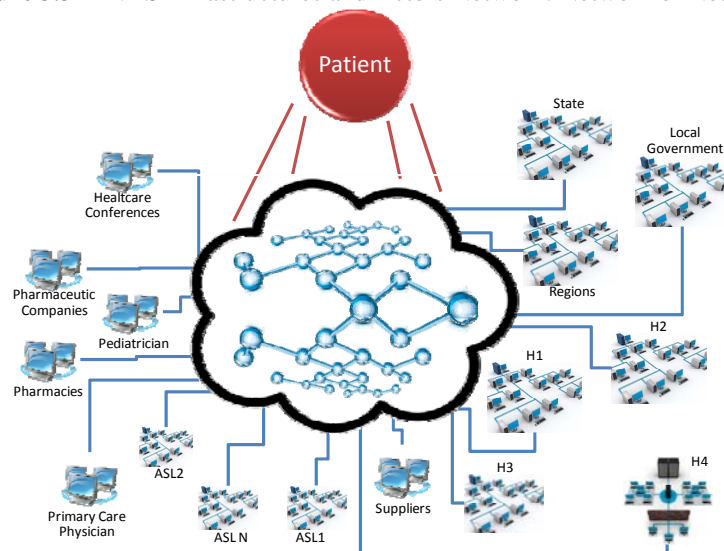 Patient
State
Local
Government
Healtcare
Conferences
Pharmaceutic
Companies
Regions
Pediatrician
H1
H2
Pharmacies
ASL2
H3
H4
Primary Care
Physician
ASL N
ASL1
Suppliers